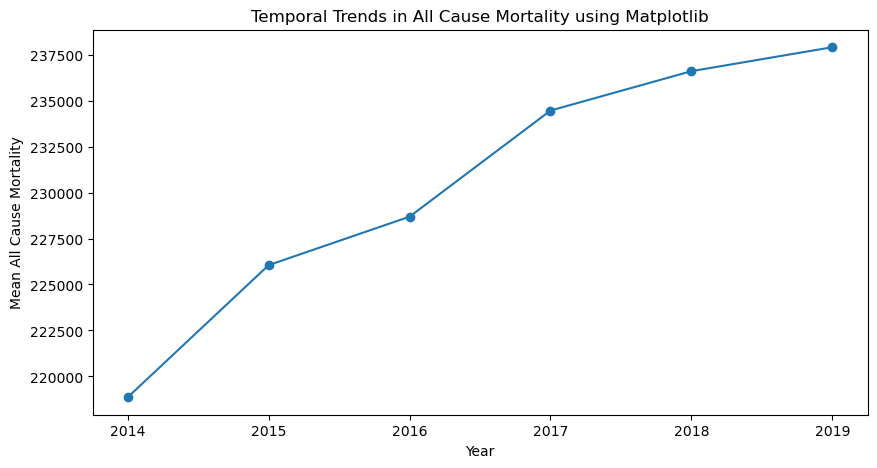 Temporal Trends in All Cause Mortality using Matplotlib
237500
235000
232500
230000
227500
225000
222500
220000
Mean All Cause Mortality
2014 2015 2016 2017 2018 2019
Year